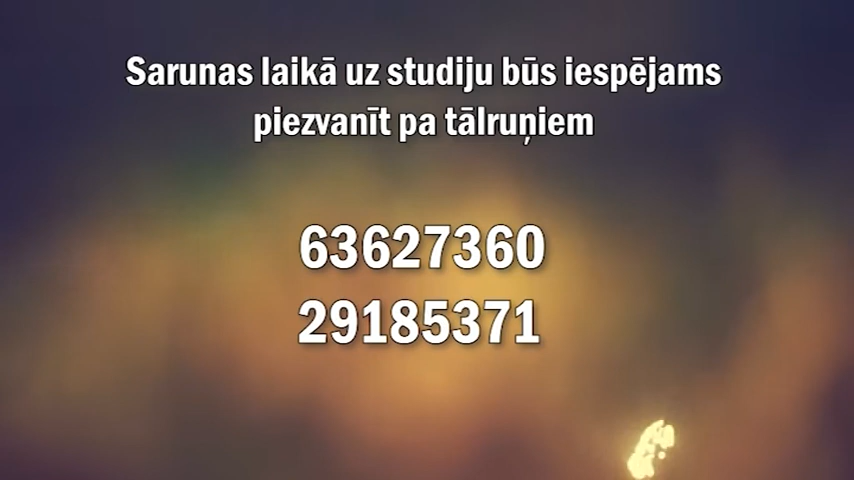 Sarunas laikā uz studiju būs iespējams
piezvanīt pa tālruņiem
63627360
29185371